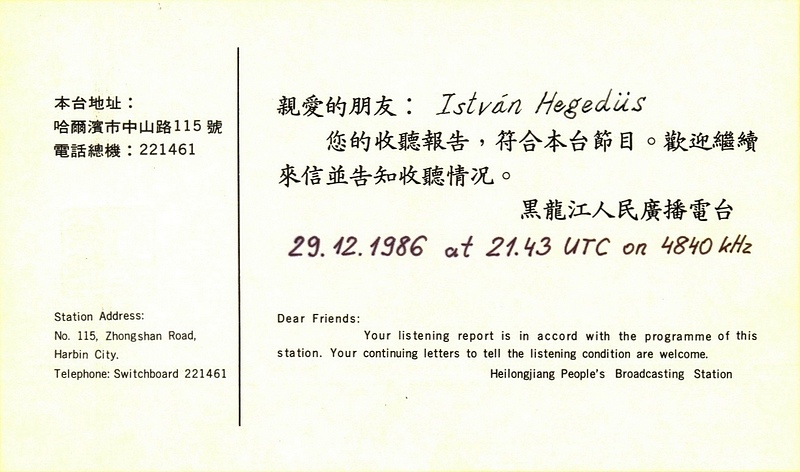 本台地址：
哈爾濱市中山路115號
電話總機：221461
親愛的朋友： István Hegedüs
您的收聽報告，符合本台節目。歡迎繼續
來信並告知收聽情况。
黑龍江人民廣播電台
29.12.1986 at 21.43 UTC on 4840 kHz
Station Address:
No. 115, Zhongshan Road,
Harbin City.
Telephone: Switchboard 221461
Dear Friends:
Your listening report is in accord with the programme of this
station. Your continuing letters to tell the listening condition are welcome.
Heilongjiang People's Broadcasting Station